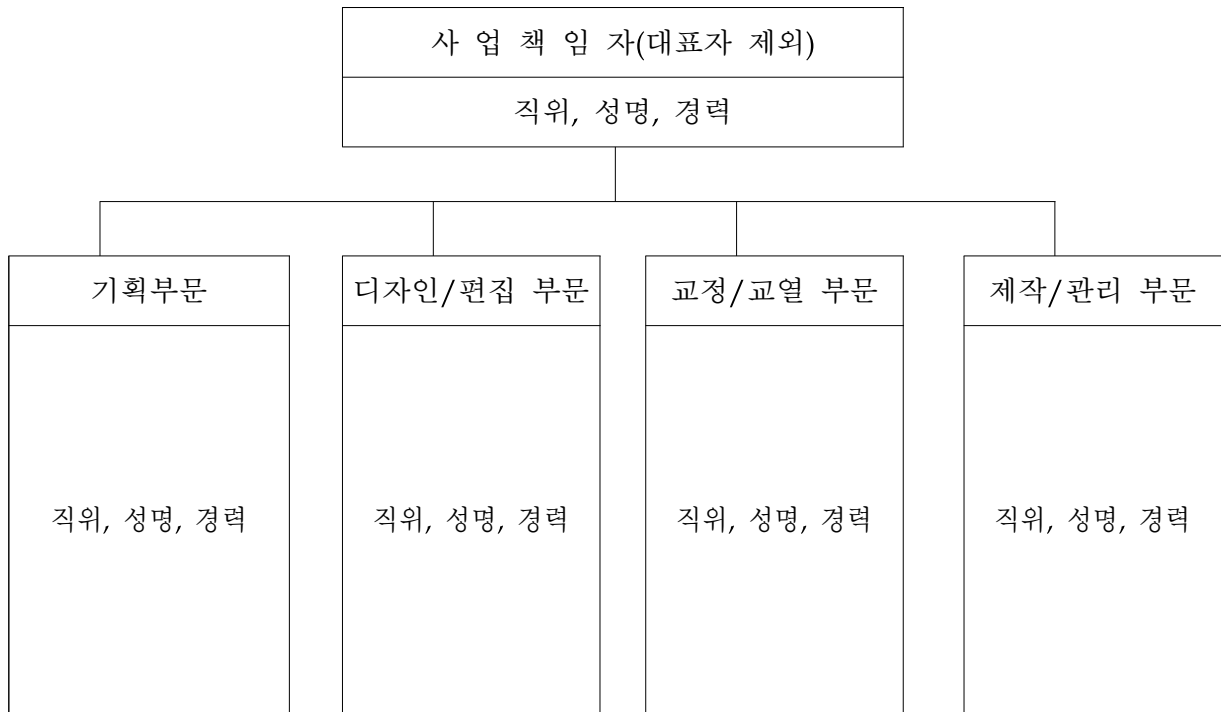 사 업 책 임 자(대표자 제외)
직위, 성명, 경력
기획부문
디자인/편집 부문
교정/교열 부문
제작/관리 부문
직위, 성명, 경력
직위, 성명, 경력
직위, 성명, 경력
직위, 성명, 경력